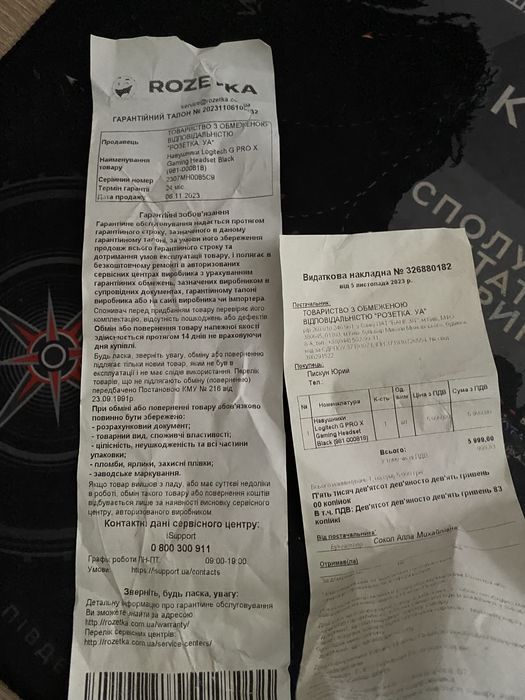 ROZETKA
ГАРАНТІЙНИЙ ТАЛОН №
Продавець
ТОВАРИСТВО З ОБМЕЖЕНОЮ
ВІДПОВІДАЛЬНІСТЮ
"РОЗЕТКА. УА"
Найменування
товару
Навушники Logitech G PRO X
Gaming Headset Black
(981-000818)
Серійний номер
2307MH0085C9
Термін гарантії
24 міс.
Дата продажу
06.11.2023
Гарантійні зобов'язання
Гарантійне обслуговування надається протягом
гарантійного строку, зазначеного в даному
гарантійному талоні, за умови його збереження
продовж всього гарантійного строку та
дотримання умов експлуатації товару, і полягає в
безкоштовному ремонті в авторизованих
сервісних центрах виробника з урахуванням
гарантійних обмежень, зазначених виробником в
супровідних документах, гарантійному талоні
виробника або на сайті виробника чи імпортера.
Споживач перед придбанням товару перевіряє його
комплектацію, відсутність пошкоджень або дефектів
Обмін або повернення товару належної якості
здійснюється протягом 14 днів не враховуючи
дня купівлі.
Будь ласка, зверніть увагу, обміну або поверненню
підлягає тільки новий товар, який не був в
експлуатації і не має слідів використання. Перелік
товарів, що не підлягають обміну (поверненню)
передбачено Постановою КМУ № 216 від
23.09.1991р.
При обміні або поверненні товару обов'язково
повинно бути збережено:
- розрахунковий документ;
- товарний вид, споживчі властивості;
- цілісність, неушкодженість та всі частини
упаковки;
- пломби, ярлики, захисні плівки;
- заводське маркування.
Якщо товар вийшов з ладу, або має суттєві недоліки
в роботі, обмін такого товару або повернення коштів
відбувається лише за наявності висновку сервісного
центру, авторизованого виробником.
Контактні дані сервісного центру:
iSupport
0 800 300 911
Графік роботи ПН-ПТ:
09:00-19:00
Умови:
https://isupport.ua/contacts
Зверніть, будь ласка, увагу:
Детальну інформацію про гарантійне обслуговування
Ви зможете знайти за адресою
http://rozetka.com.ua/warranty/
Перелік сервісних центрів:
http://rozetka.com.ua/service-centers/
Видаткова накладна № 326880182
від 5 листопада 2023 р.
Постачальник:
ТОВАРИСТВО З ОБМЕЖЕНОЮ
ВІДПОВІДАЛЬНІСТЮ "РОЗЕТКА. УА"
Покупець:
Пискун Юрий
Тел.:
№
Номенклатура
К-сть
Од.
вим
Ціна з ПДВ
Сума з ПДВ
1
Навушники
Logitech G PRO X
Gaming Headset
Black (981-000818)
1
шт
Всього:
5 999,00
П'ять тисяч дев'ятсот дев'яносто дев'ять гривень
00 копійок
В т.ч. ПДВ: Дев'ятсот дев'яносто дев'ять гривень 83
копійки
Від постачальника:
Бухгалтер
Сокол Алла Михайлівна
Отримав(ла)
СПОЛУ